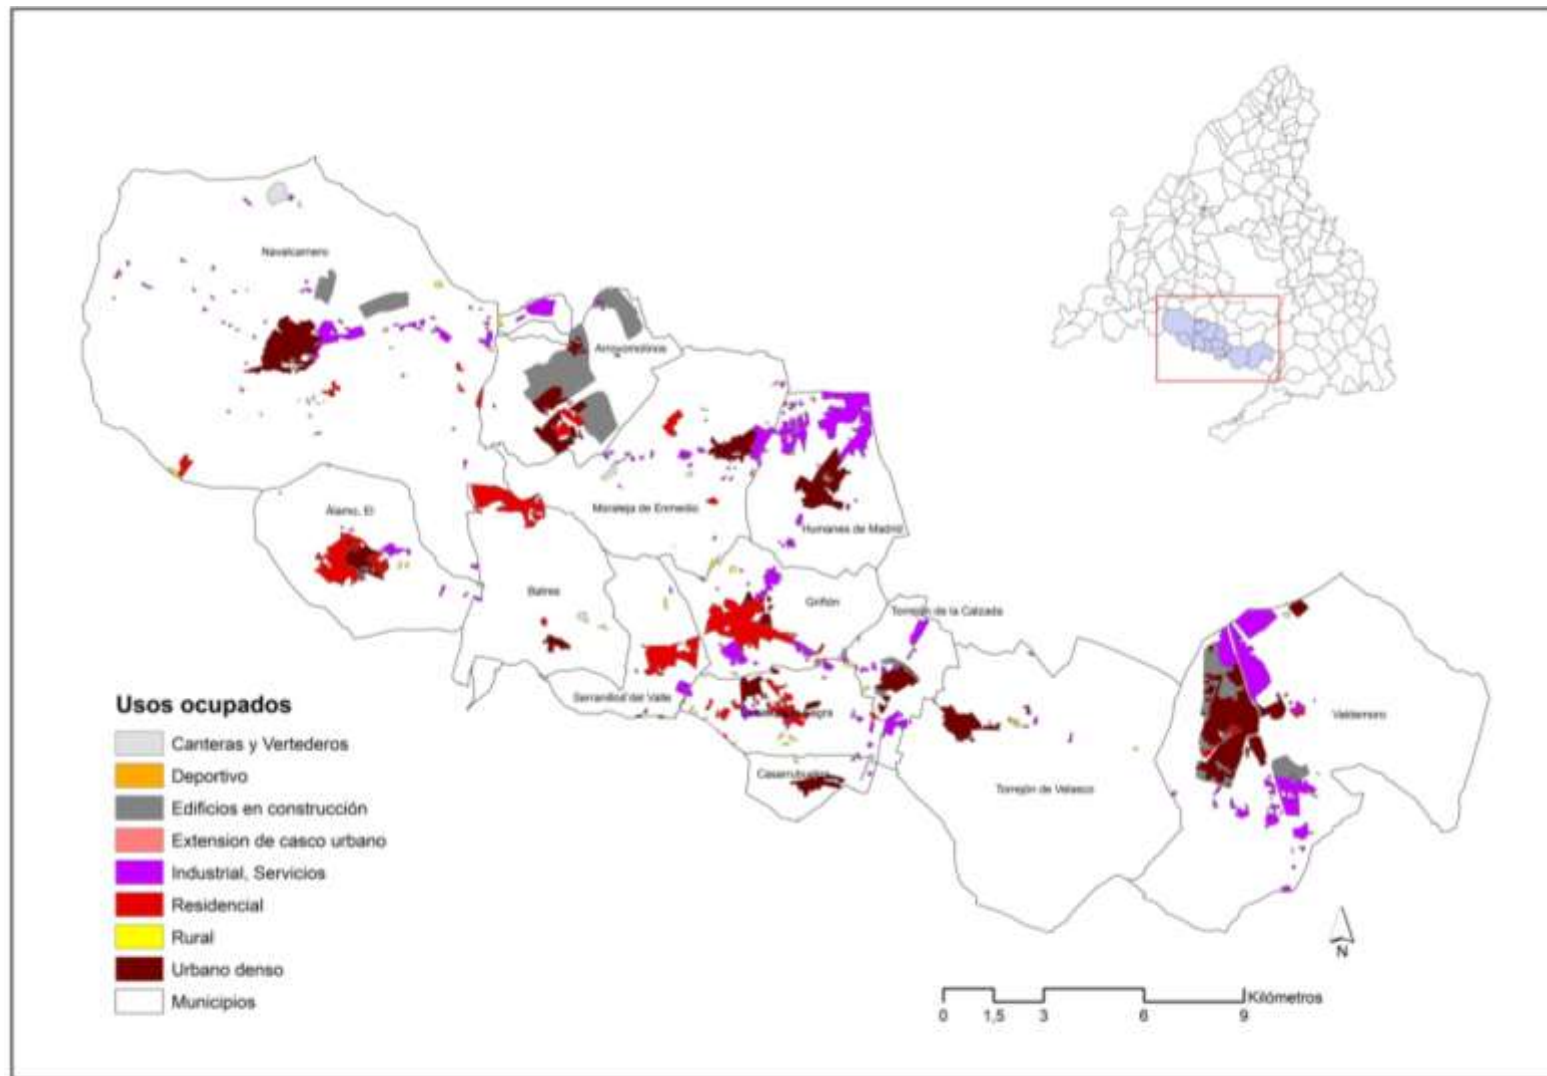 Navalcarnero
Arroyomolinos
Álamo, El
Moraleja de Enmedio
Humanes de Madrid
Batres
Griñón
Torrejón de la Calzada
Serranillos del Valle
Valdemoro
Torrejón de Velasco
Usos ocupados
Canteras y Vertederos
Deportivo
Edificios en construcción
Extension de casco urbano
Industrial, Servicios
Residencial
Rural
Urbano denso
Municipios
N
Kilómetros
0 1,5 3 6 9